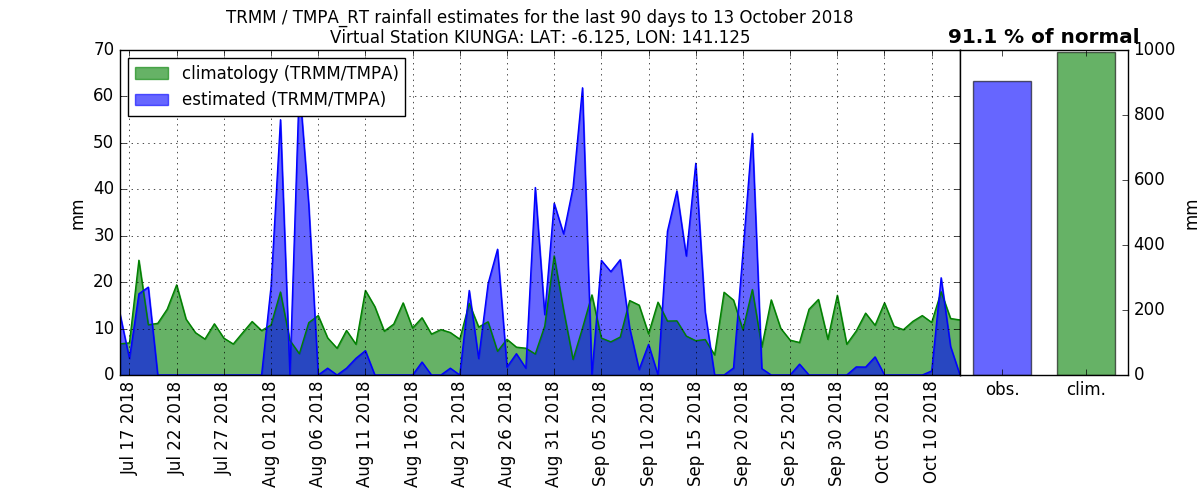 TRMM / TMPA_RT rainfall estimates for the last 90 days to 13 October 2018
Virtual Station KIUNGA: LAT: -6.125, LON: 141.125
91.1 % of normal
climatology (TRMM/TMPA)
estimated (TRMM/TMPA)
70
60
50
40
30
20
10
0
mm
Jul 17 2018
Jul 22 2018
Jul 27 2018
Aug 01 2018
Aug 06 2018
Aug 11 2018
Aug 16 2018
Aug 21 2018
Aug 26 2018
Aug 31 2018
Sep 05 2018
Sep 10 2018
Sep 15 2018
Sep 20 2018
Sep 25 2018
Sep 30 2018
Oct 05 2018
Oct 10 2018
obs.
clim.
1000
800
600
400
200
0
mm